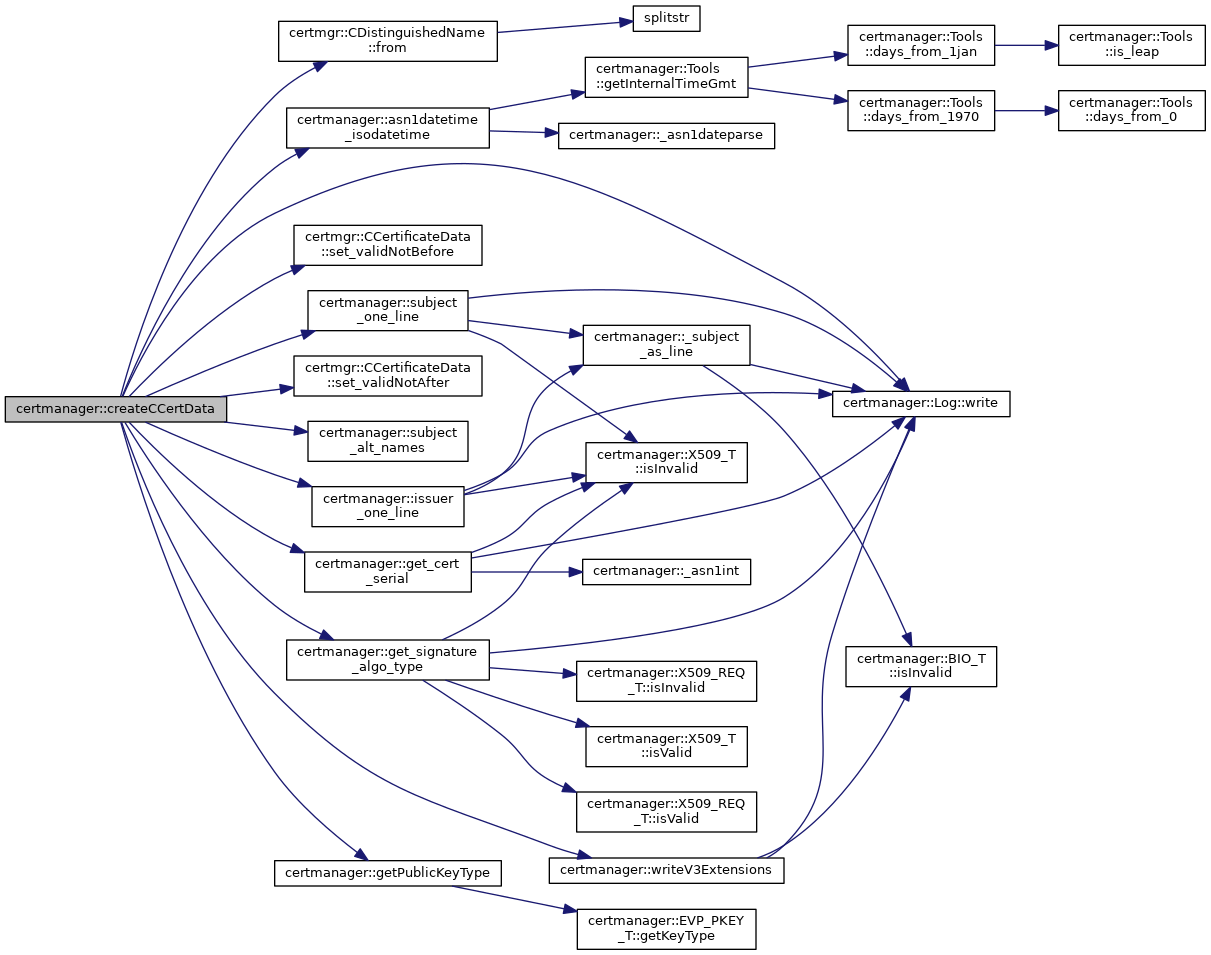 certmgr::CDistinguishedName
::from
splitstr
certmanager::Tools
::days_from_1jan
certmanager::Tools
::is_leap
certmanager::Tools
::getInternalTimeGmt
certmanager::Tools
::days_from_1970
certmanager::Tools
::days_from_0
certmanager::asn1datetime
_isodatetime
certmanager::_asn1dateparse
certmgr::CCertificateData
::set_validNotBefore
certmanager::subject
_one_line
certmanager::_subject
_as_line
certmgr::CCertificateData
::set_validNotAfter
certmanager::createCCertData
certmanager::Log::write
certmanager::subject
_alt_names
certmanager::X509_T
::isInvalid
certmanager::issuer
_one_line
certmanager::get_cert
_serial
certmanager::_asn1int
certmanager::get_signature
_algo_type
certmanager::BIO_T
::isInvalid
certmanager::X509_REQ
_T::isInvalid
certmanager::X509_T
::isValid
certmanager::X509_REQ
_T::isValid
certmanager::getPublicKeyType
certmanager::writeV3Extensions
certmanager::EVP_PKEY
_T::getKeyType